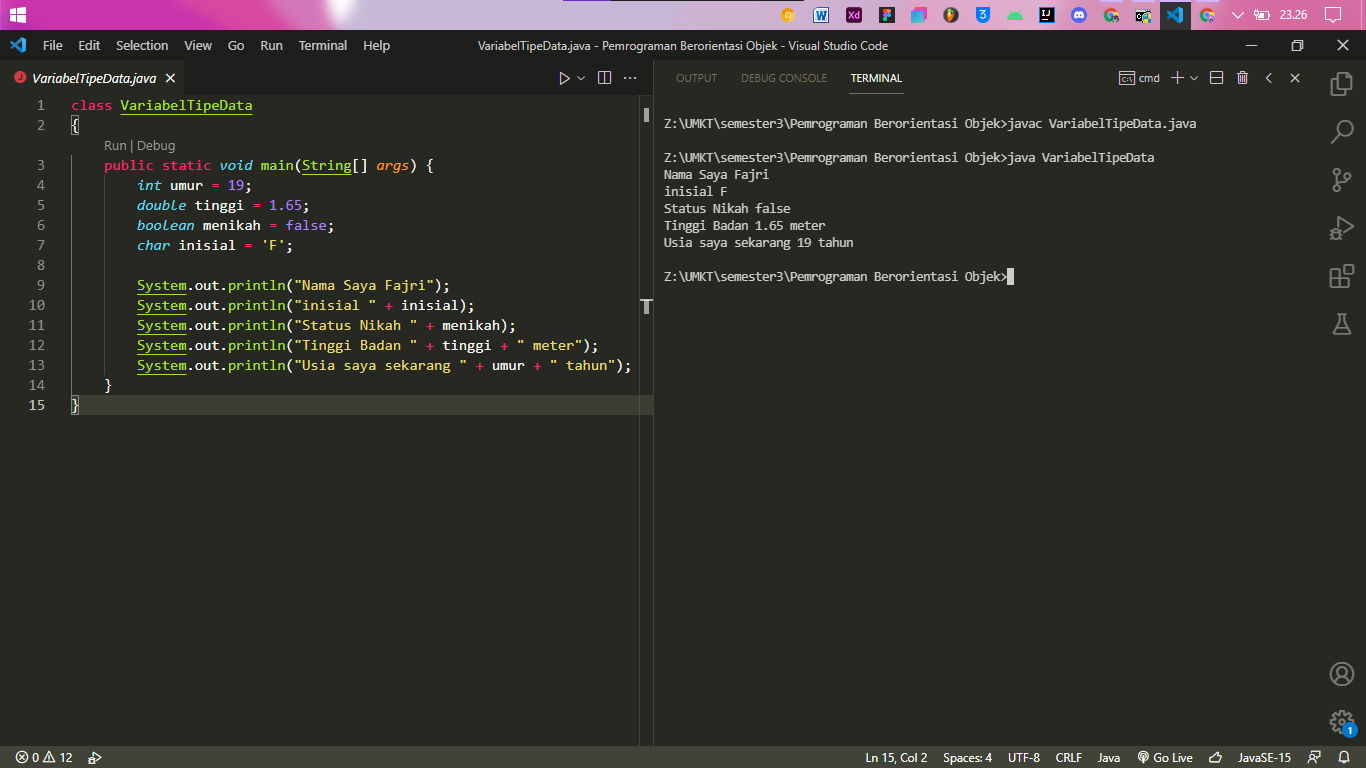 W Xd 3 IJ 23.26
File Edit Selection View Go Run Terminal Help VariabelTipeData.java - Pemrograman Berorientasi Objek - Visual Studio Code
J VariabelTipeData.java
OUTPUT DEBUG CONSOLE TERMINAL cmd
1 class VariabelTipeData
2 {
Run | Debug
3 public static void main(String[] args) {
4 int umur = 19;
5 double tinggi = 1.65;
6 boolean menikah = false;
7 char inisial = 'F';
8
9 System.out.println("Nama Saya Fajri");
10 System.out.println("inisial " + inisial);
11 System.out.println("Status Nikah " + menikah);
12 System.out.println("Tinggi Badan " + tinggi + " meter");
13 System.out.println("Usia saya sekarang " + umur + " tahun");
14 }
15 }
Z:\UMKT\semester3\Pemrograman Berorientasi Objek>javac VariabelTipeData.java
Z:\UMKT\semester3\Pemrograman Berorientasi Objek>java VariabelTipeData
Nama Saya Fajri
inisial F
Status Nikah false
Tinggi Badan 1.65 meter
Usia saya sekarang 19 tahun
Z:\UMKT\semester3\Pemrograman Berorientasi Objek>
1
0 12 Ln 15, Col 2 Spaces: 4 UTF-8 CRLF Java Go Live JavaSE-15